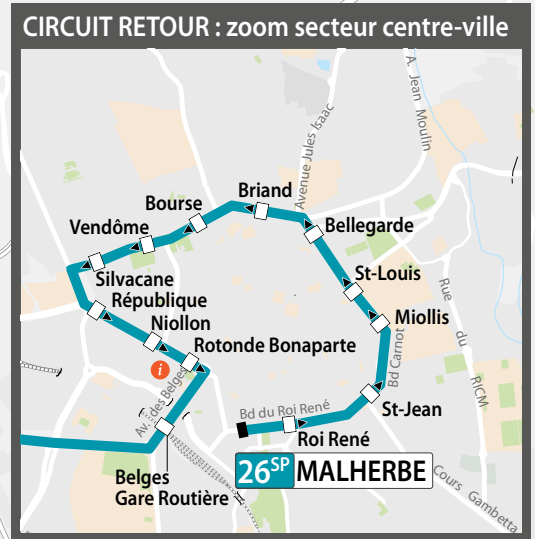 CIRCUIT RETOUR : zoom secteur centre-ville
A. Jean Moulin
Avenue Jules Isaac
Briand
Bourse
Vendôme
Bellegarde
Silvacane
St-Louis
République
Miollis
Niollon
Rue du RICM
Rotonde Bonaparte
i
Bd Carnot
Av. des Belges
St-Jean
Bd du Roi René
Roi René
26SP MALHERBE
Belges
Gare Routière
Cours Gambetta